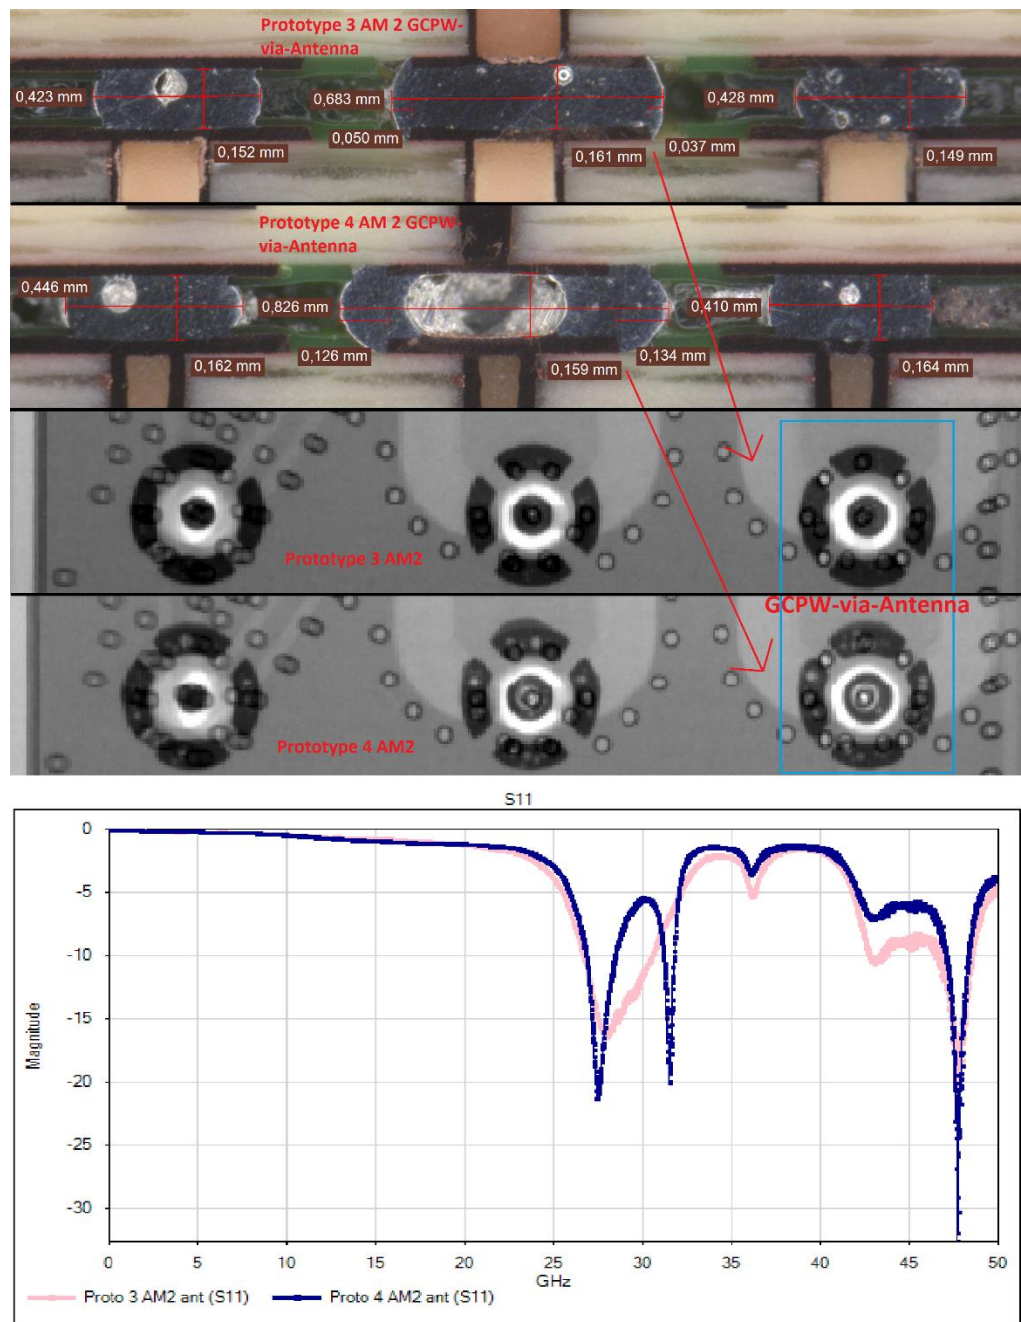 Prototype 3 AM 2 GCPW-
via-Antenna
0,423 mm
0,683 mm
0,428 mm
0,050 mm
0,037 mm
0,152 mm
0,161 mm
0,149 mm
Prototype 4 AM 2 GCPW-
via-Antenna
0,446 mm
0,826 mm
0,410 mm
0,126 mm
0,134 mm
0,162 mm
0,159 mm
0,164 mm
Prototype 3 AM2
GCPW-via-Antenna
Prototype 4 AM2
S11
0
-5
-10
-15
-20
-25
-30
Magnitude
0 5 10 15 20 25 30 35 40 45 50
GHz
Proto 3 AM2 ant (S11) Proto 4 AM2 ant (S11)